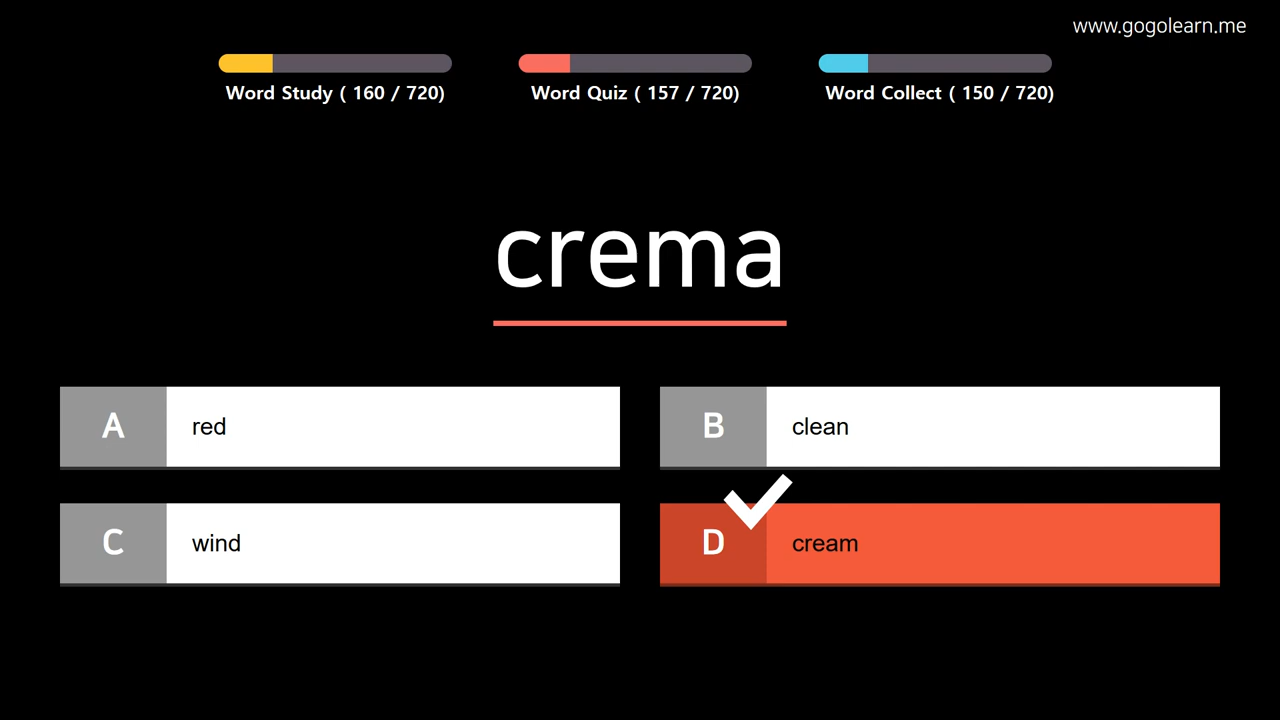 www.gogolearn.me
Word Study ( 160 / 720)
Word Quiz ( 157 / 720)
Word Collect ( 150 / 720)
crema
A red
B clean
C wind
D cream